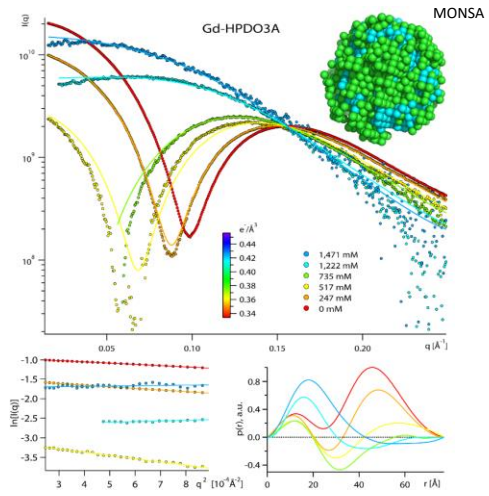 MONSA
I(q)
Gd-HPDO3A
10¹⁰
10⁹
10⁸
e⁻/Å³
0.44
0.42
0.40
0.38
0.36
0.34
1,471 mM
1,222 mM
735 mM
517 mM
247 mM
0 mM
0.05
0.10
0.15
0.20
q [Å⁻¹]
ln[I(q)]
-1.0
-1.5
-2.0
-2.5
-3.0
-3.5
3
4
5
6
7
8
q² [10⁻⁴Å⁻²]
p(r), a.u.
0.8
0.4
0.0
-0.4
0
20
40
60
r [Å]